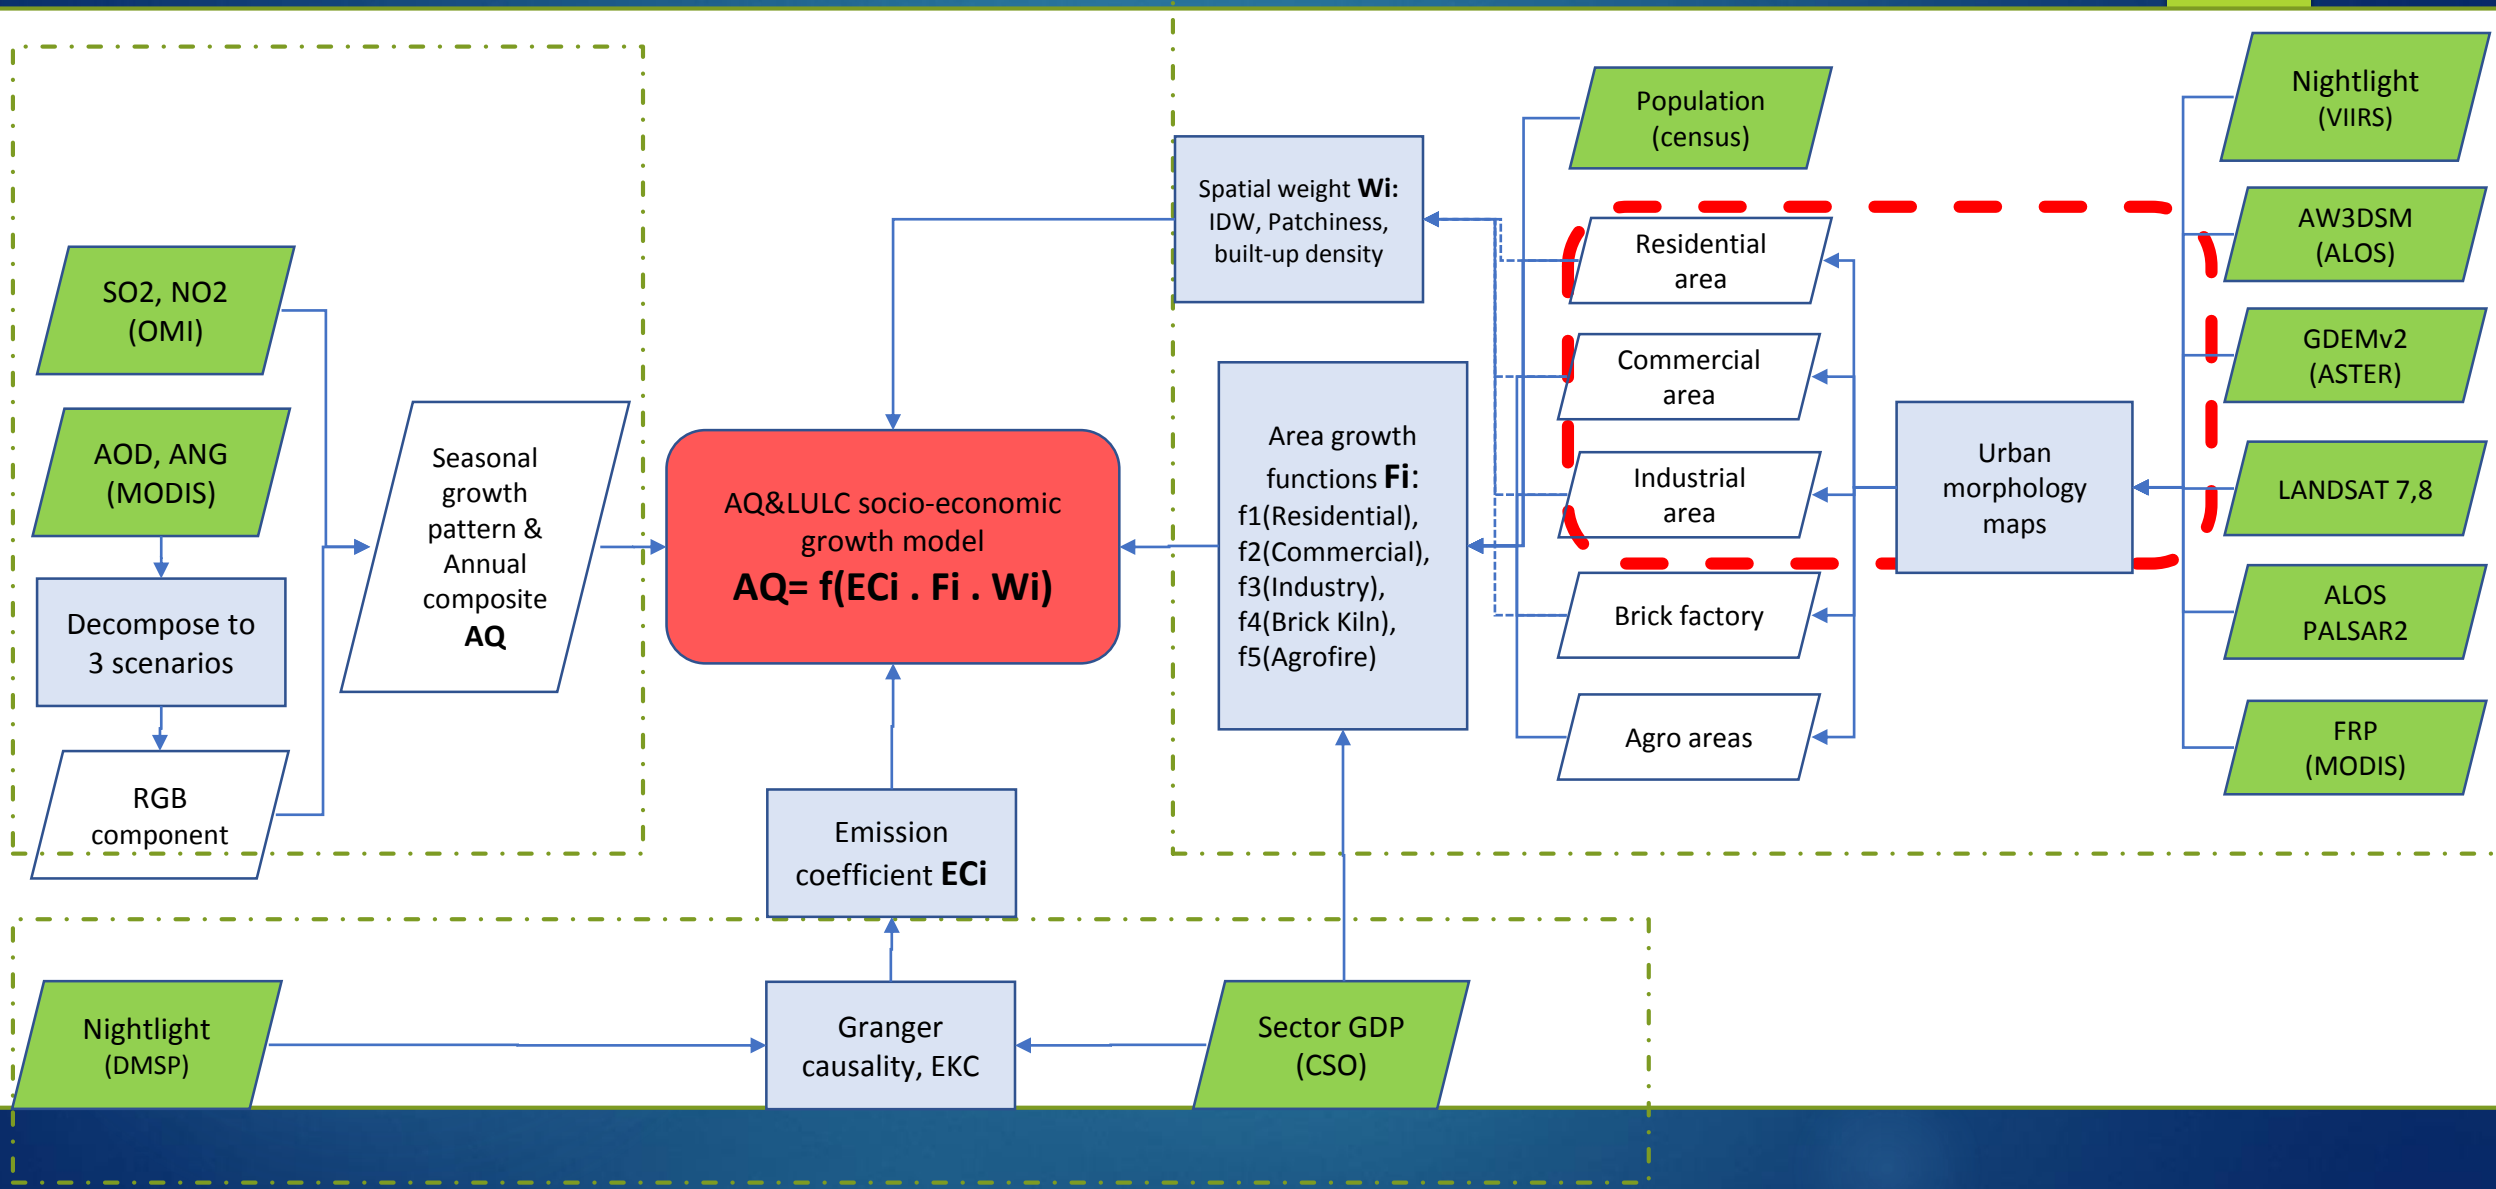 SO2, NO2
(OMI)
AOD, ANG
(MODIS)
Decompose to
3 scenarios
RGB
component
Seasonal
growth
pattern &
Annual
composite
AQ
AQ&LULC socio-economic
growth model
AQ= f(ECi . Fi . Wi)
Emission
coefficient ECi
Nightlight
(DMSP)
Granger
causality, EKC
Sector GDP
(CSO)
Spatial weight Wi:
IDW, Patchiness,
built-up density
Area growth
functions Fi:
f1(Residential),
f2(Commercial),
f3(Industry),
f4(Brick Kiln),
f5(Agrofire)
Population
(census)
Residential
area
Commercial
area
Industrial
area
Brick factory
Agro areas
Urban
morphology
maps
Nightlight
(VIIRS)
AW3DSM
(ALOS)
GDEMv2
(ASTER)
LANDSAT 7,8
ALOS
PALSAR2
FRP
(MODIS)